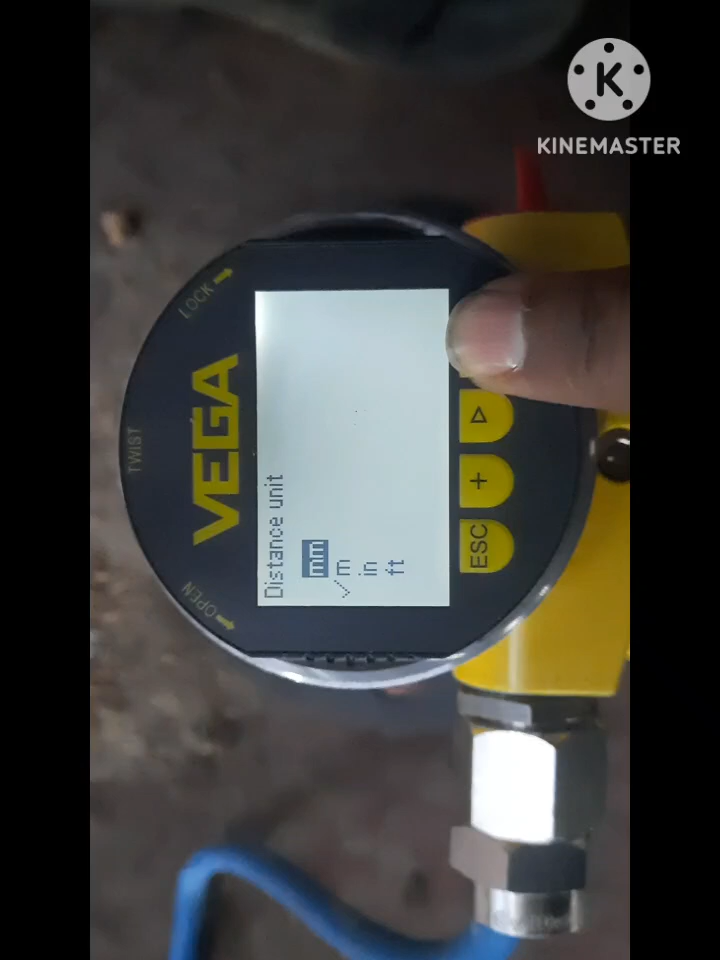 K
KINEMASTER
OPEN
TWIST
LOCK
VEGA
Distance unit
mm
✓m
in
ft
ESC
+